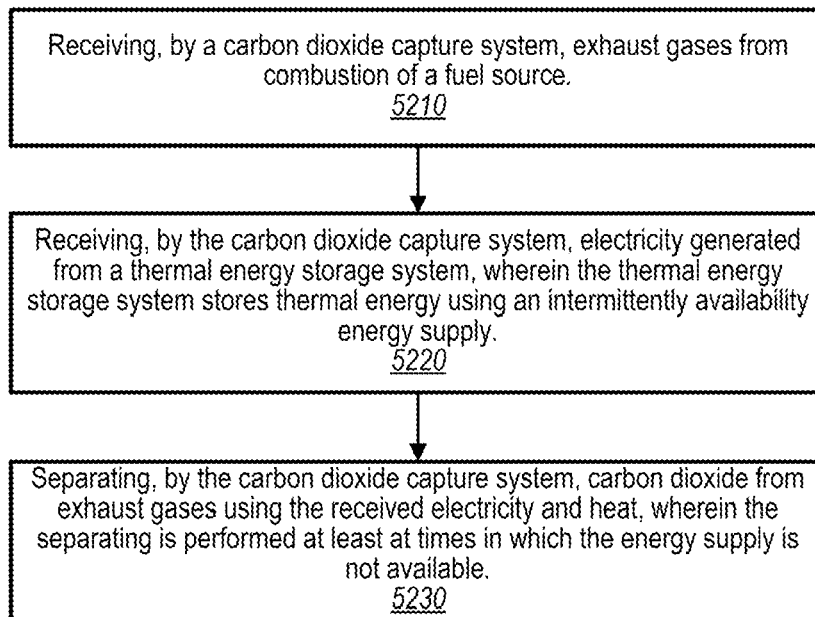 Receiving, by a carbon dioxide capture system, exhaust gases from
combustion of a fuel source.
5210
Receiving, by the carbon dioxide capture system, electricity generated
from a thermal energy storage system, wherein the thermal energy
storage system stores thermal energy using an intermittently availability
energy supply.
5220
Separating, by the carbon dioxide capture system, carbon dioxide from
exhaust gases using the received electricity and heat, wherein the
separating is performed at least at times in which the energy supply is
not available.
5230